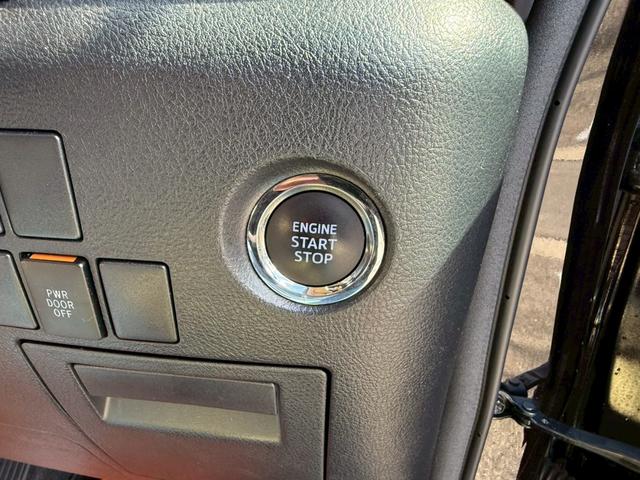 ENGINE
START
STOP
PWR
DOOR
OFF